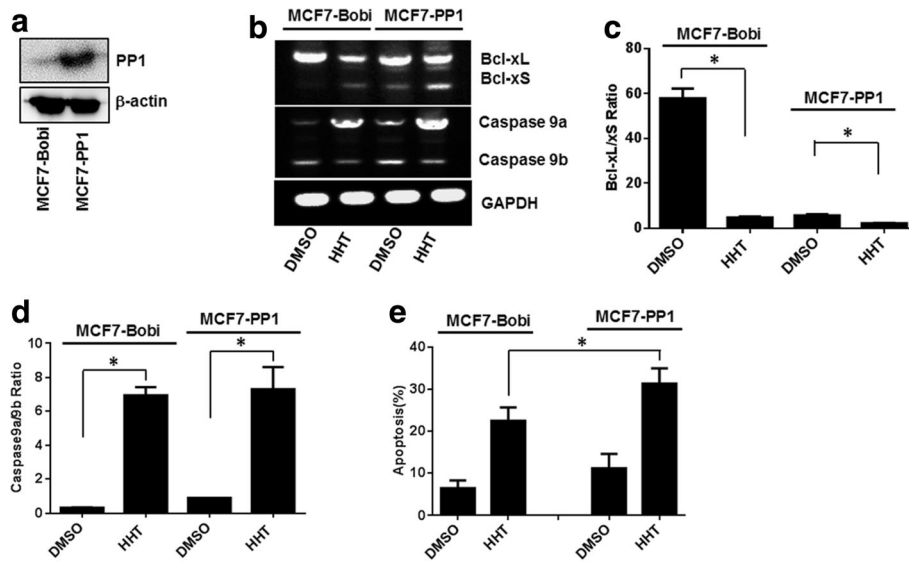 a
PP1
β-actin
MCF7-Bobi
MCF7-PP1
b
MCF7-Bobi MCF7-PP1
Bcl-xL
Bcl-xS
Caspase 9a
Caspase 9b
GAPDH
DMSO HHT DMSO HHT
c
MCF7-Bobi
MCF7-PP1
*
*
Bcl-xL/xS Ratio
80
60
40
20
0
DMSO HHT DMSO HHT
d
MCF7-Bobi MCF7-PP1
*
*
Caspase9a/9b Ratio
10
8
6
4
2
0
DMSO HHT DMSO HHT
e
MCF7-Bobi MCF7-PP1
*
Apoptosis(%)
40
30
20
10
0
DMSO HHT DMSO HHT